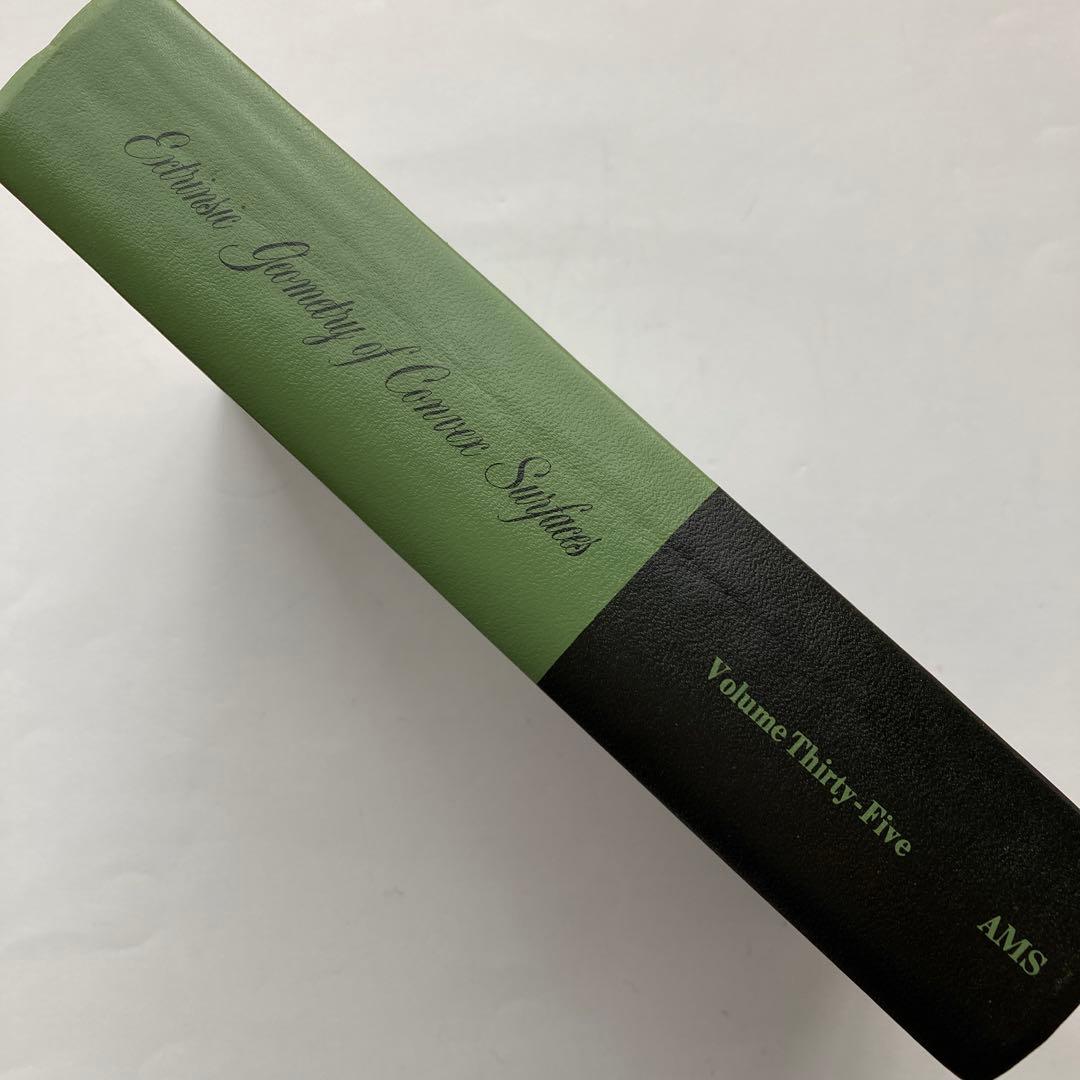 Extrinsic Geometry of Convex Surfaces
Volume Thirty-Five
AMS